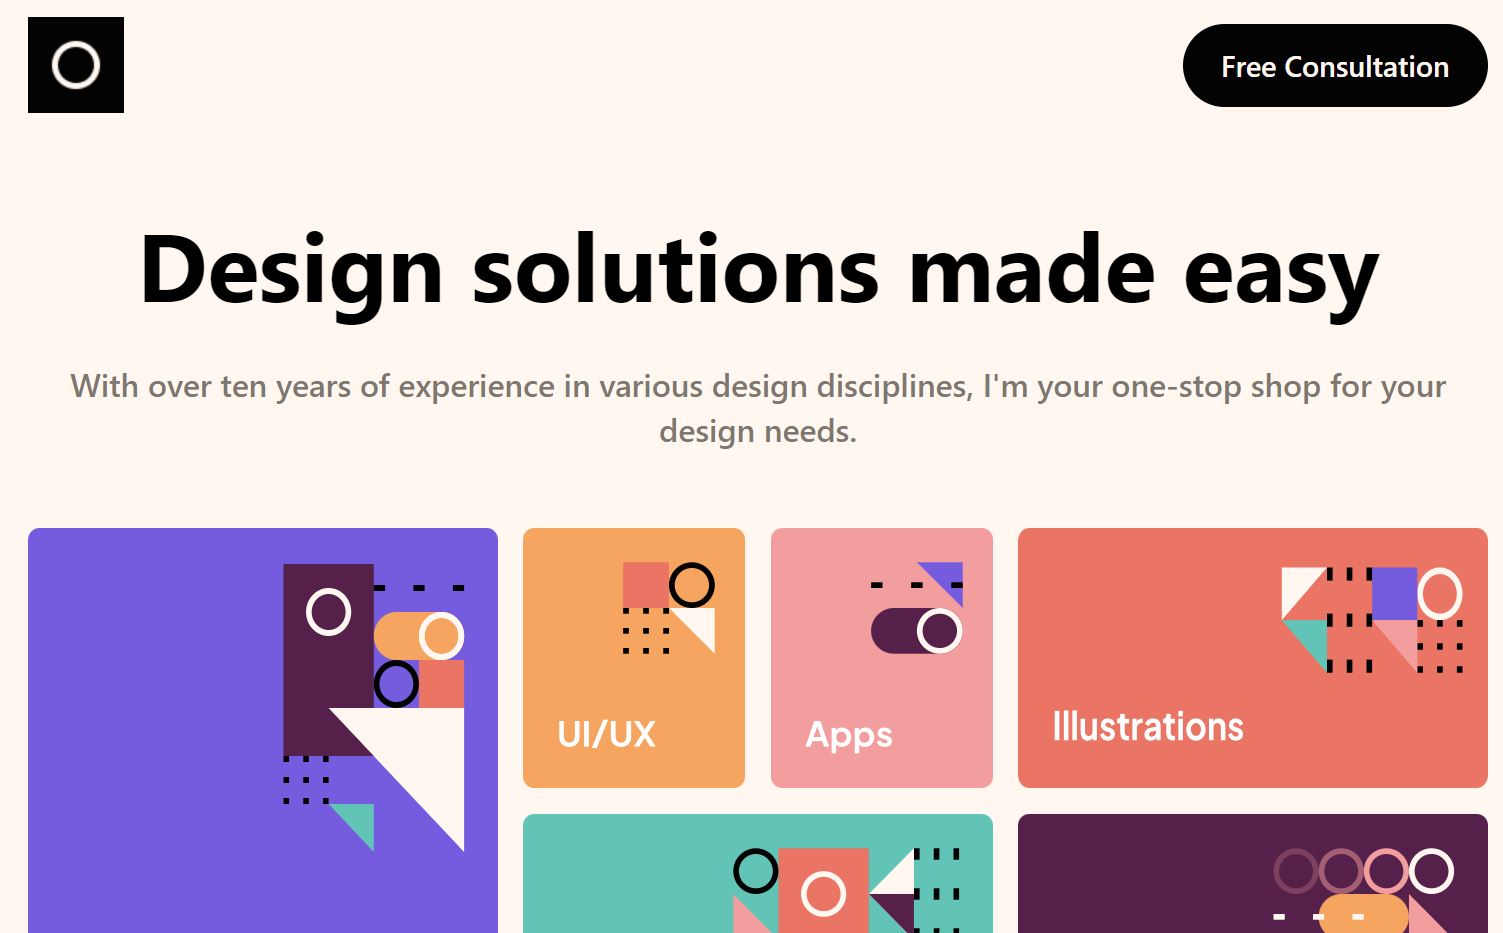 Free Consultation
Design solutions made easy
With over ten years of experience in various design disciplines, I'm your one-stop shop for your
design needs.
UI/UX
Apps
Illustrations